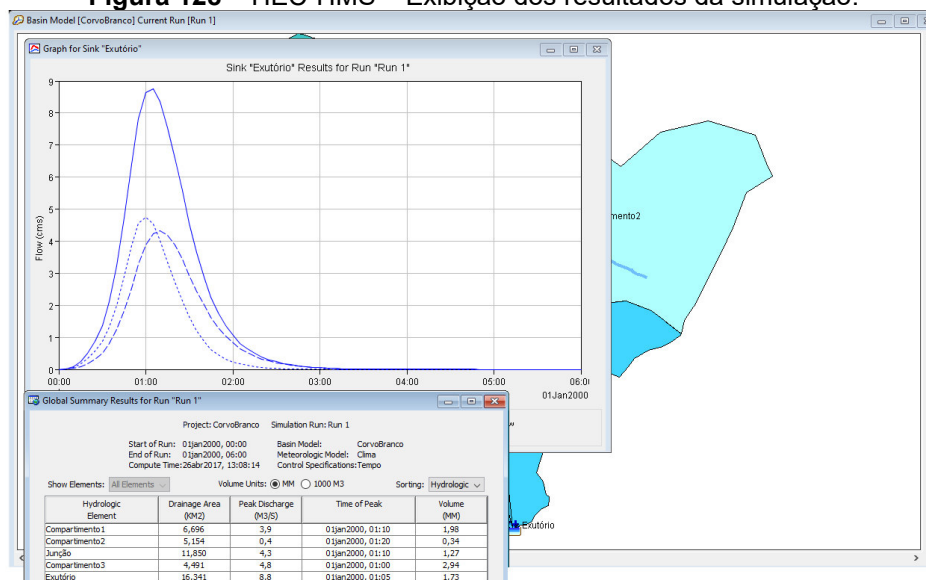 Figura 123 – HEC-HMS – Exibição dos resultados da simulação.
Basin Model [CorvoBranco] Current Run [Run 1]
Graph for Sink "Exutório"
Sink "Exutório" Results for Run "Run 1"
Flow (cms)
9
8
7
6
5
4
3
2
1
0
00:00 01:00 02:00 03:00 04:00 05:00 06:0
01Jan2000
mento2
Global Summary Results for Run "Run 1"
Project: CorvoBranco Simulation Run: Run 1
Start of Run: 01jan2000, 00:00 Basin Model: CorvoBranco
End of Run: 01jan2000, 06:00 Meteorologic Model: Clima
Compute Time:26abr2017, 13:08:14 Control Specifications:Tempo
Show Elements: All Elements Volume Units: MM 1000 M3 Sorting: Hydrologic
Hydrologic Element Drainage Area (KM2) Peak Discharge (M3/S) Time of Peak Volume (MM)
Compartimento1 6,696 3,9 01jan2000, 01:10 1,98
Compartimento2 5,154 0,4 01jan2000, 01:20 0,34
Junção 11,850 4,3 01jan2000, 01:10 1,27
Compartimento3 4,491 4,8 01jan2000, 01:00 2,94
Exutório 16,341 8,8 01jan2000, 01:05 1,73
Exutório